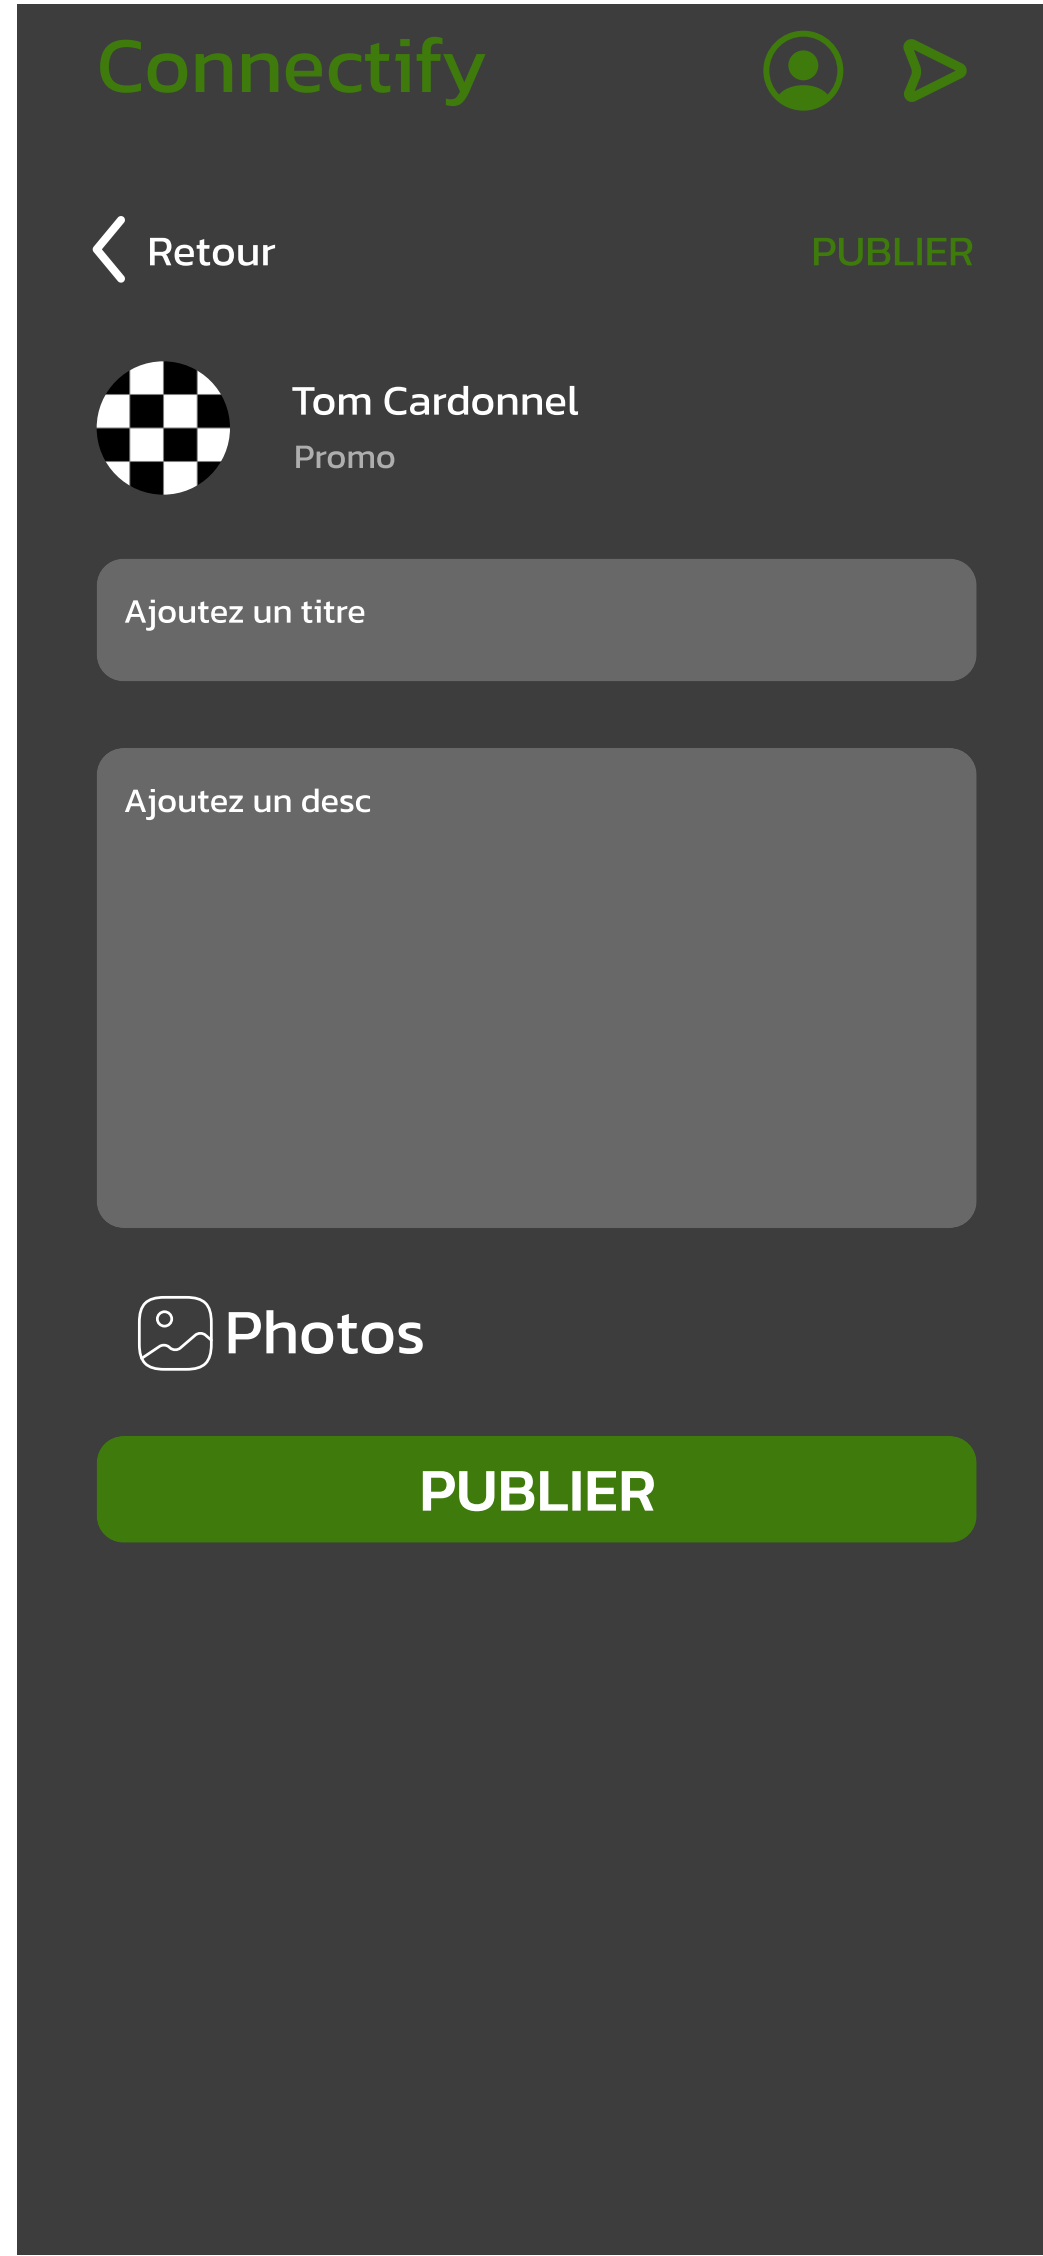 Connectify
Retour
PUBLIER
Tom Cardonnel
Promo
Ajoutez un titre
Ajoutez un desc
Photos
PUBLIER